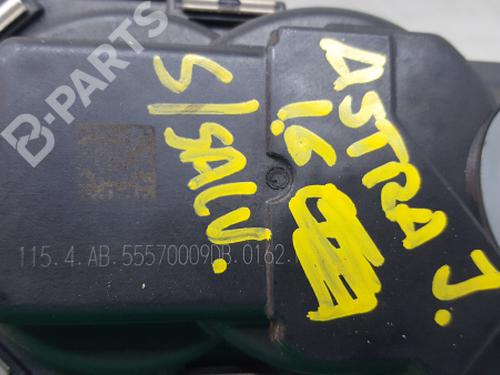 B-PARTS
ASTRA J.
1.6
S/SALV.
115.4.AB.55570009DB.0162.